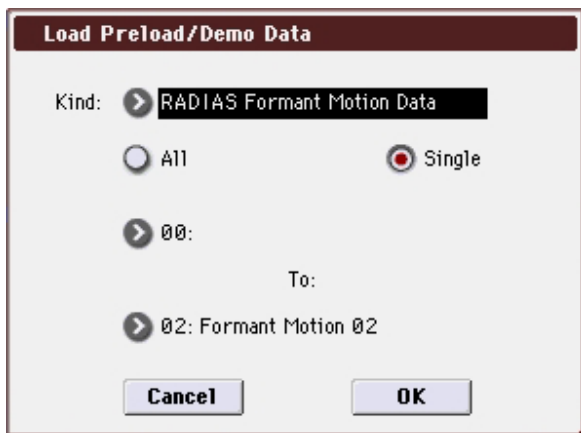 Load Preload/Demo Data
Kind: RADIAS Formant Motion Data
All Single
00:
To:
02: Formant Motion 02
Cancel OK